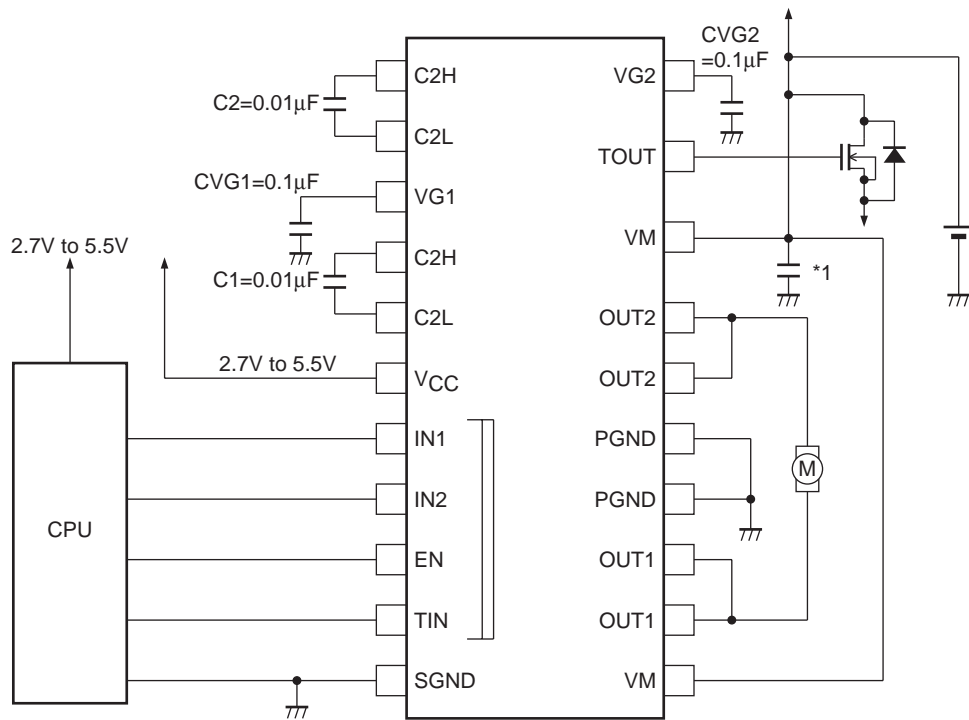 CVG2
=0.1μF
C2H
VG2
C2=0.01μF
C2L
TOUT
CVG1=0.1μF
VG1
2.7V to 5.5V
C2H
VM
*1
C1=0.01μF
C2L
OUT2
2.7V to 5.5V
VCC
OUT2
IN1
PGND
M
IN2
PGND
CPU
EN
OUT1
TIN
OUT1
SGND
VM